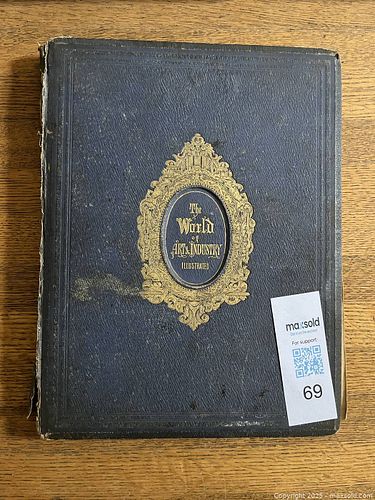 The
World
of
Art & Industry
Illustrated
maxsold
For support
69
Copyright 2025 - maxsold.com